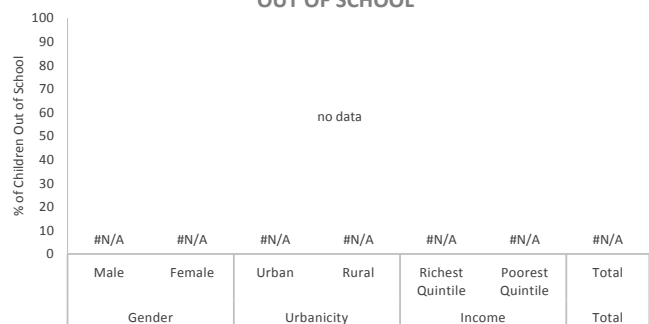 OUT OF SCHOOL
% of Children Out of School
100
90
80
70
60
50
40
30
20
10
0
no data
#N/A #N/A #N/A #N/A #N/A #N/A #N/A
Male Female Urban Rural Richest Quintile Poorest Quintile Total
Gender Urbanicity Income Total